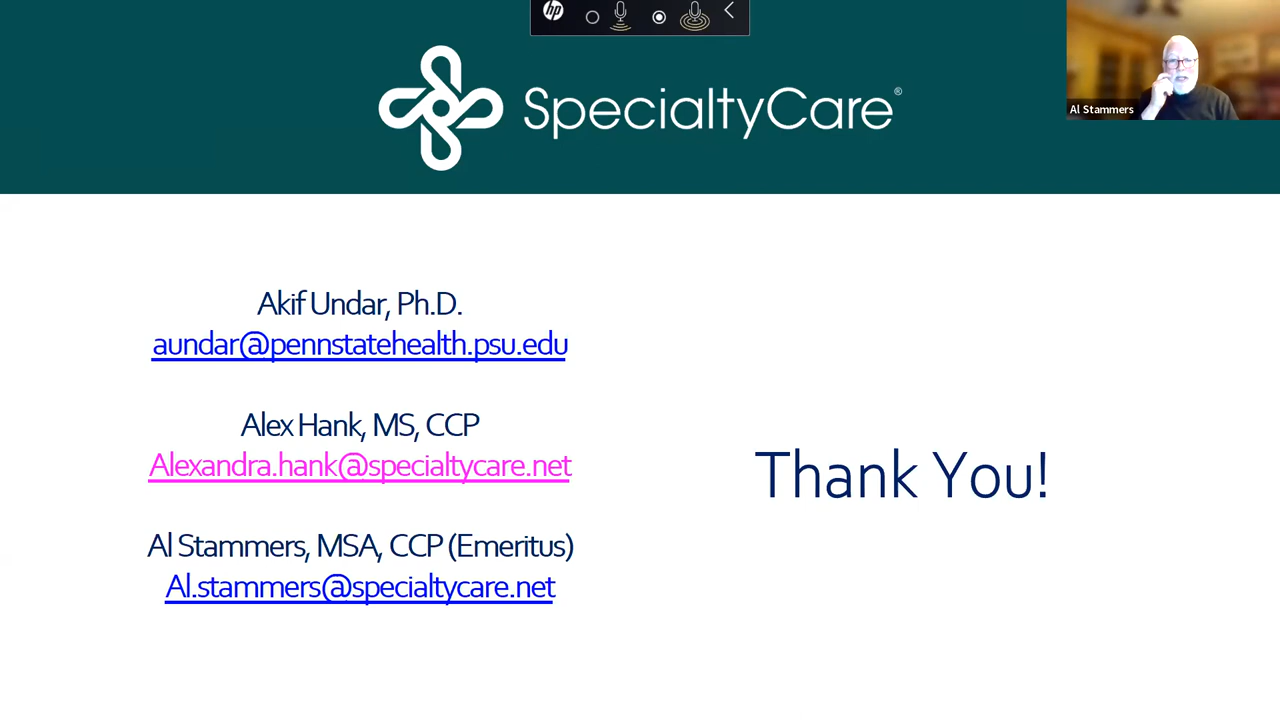 hp
SpecialtyCare®
Al Stammers
Akif Undar, Ph.D.
aundar@pennstatehealth.psu.edu
Alex Hank, MS, CCP
Alexandra.hank@specialtycare.net
Al Stammers, MSA, CCP (Emeritus)
Al.stammers@specialtycare.net
Thank You!